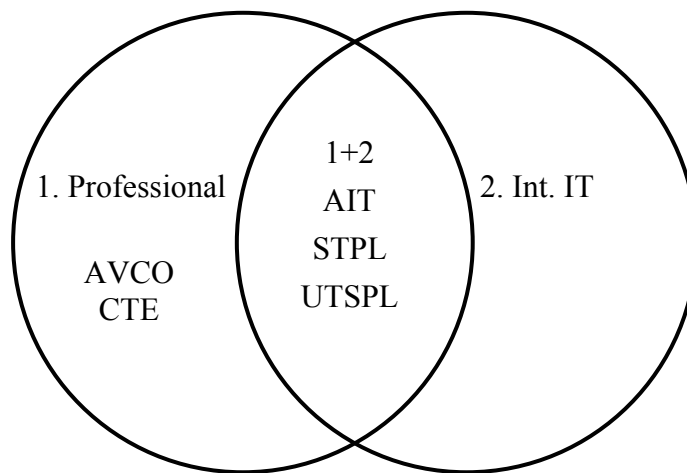 1. Professional
AVCO
CTE
1+2
AIT
STPL
UTSPL
2. Int. IT